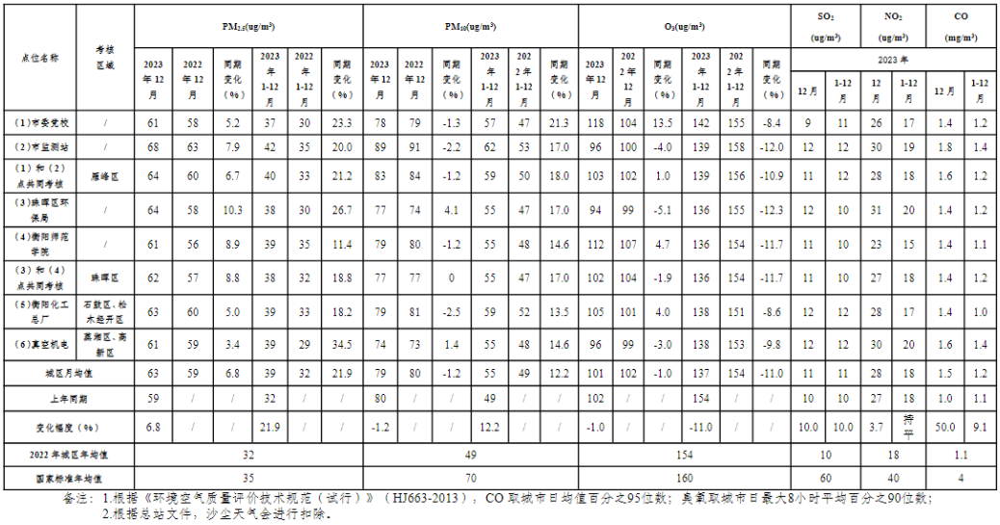 点位名称 考核区域 PM2.5(ug/m³) PM10(ug/m³) O3(ug/m³) SO2(ug/m³) NO2(ug/m³) CO(mg/m³)
2023年12月 2022年12月 同期变化(%) 2023年1-12月 2022年1-12月 同期变化(%) 2023年12月 2022年12月 同期变化(%) 2023年1-12月 2022年1-12月 同期变化(%) 2023年12月 2022年12月 同期变化(%) 2023年1-12月 2022年1-12月 同期变化(%) 2023年
12月 1-12月 12月 1-12月 12月 1-12月
(1)市委党校 / 61 58 5.2 37 30 23.3 78 79 -1.3 57 47 21.3 118 104 13.5 142 155 -8.4 9 11 26 17 1.4 1.2
(2)市监测站 / 68 63 7.9 42 35 20.0 89 91 -2.2 62 53 17.0 96 100 -4.0 139 158 -12.0 12 12 30 19 1.8 1.4
(1)和(2)点共同考核 雁峰区 64 60 6.7 40 33 21.2 83 84 -1.2 59 50 18.0 103 102 1.0 139 156 -10.9 11 12 28 18 1.6 1.2
(3)珠晖区环保局 / 64 58 10.3 38 30 26.7 77 74 4.1 55 47 17.0 94 99 -5.1 136 155 -12.3 12 10 31 20 1.4 1.2
(4)衡阳师范学院 / 61 56 8.9 39 35 11.4 79 80 -1.2 55 48 14.6 112 107 4.7 136 154 -11.7 11 10 23 15 1.4 1.1
(3)和(4)点共同考核 珠晖区 62 57 8.8 38 32 18.8 77 77 0 55 47 17.0 102 104 -1.9 136 154 -11.7 11 10 27 18 1.4 1.2
(5)衡阳化工总厂 石鼓区、松木经开区 63 60 5.0 39 33 18.2 79 81 -2.5 59 52 13.5 105 101 4.0 138 151 -8.6 12 12 28 17 1.4 1.0
(6)真空机电 蒸湘区、高新区 61 59 3.4 39 29 34.5 74 73 1.4 55 48 14.6 96 99 -3.0 138 153 -9.8 12 12 30 20 1.6 1.4
城区月均值 63 59 6.8 39 32 21.9 79 80 -1.2 55 49 12.2 101 102 -1.0 137 154 -11.0 11 11 28 18 1.5 1.2
上年同期 59 / / 32 / / 80 / / 49 / / 102 / / 154 / / 10 10 27 18 1.0 1.1
变化幅度(%) 6.8 / / 21.9 / / -1.2 / / 12.2 / / -1.0 / / -11.0 / / 10.0 10.0 3.7 持平 50.0 9.1
2022年城区年均值 32 49 154 10 18 1.1
国家标准年均值 35 70 160 60 40 4
备注：1.根据《环境空气质量评价技术规范（试行）》（HJ663-2013），CO取城市日均值百分之95位数；臭氧取城市日最大8小时平均百分之90位数；
2.根据总站文件，沙尘天气会进行扣除。